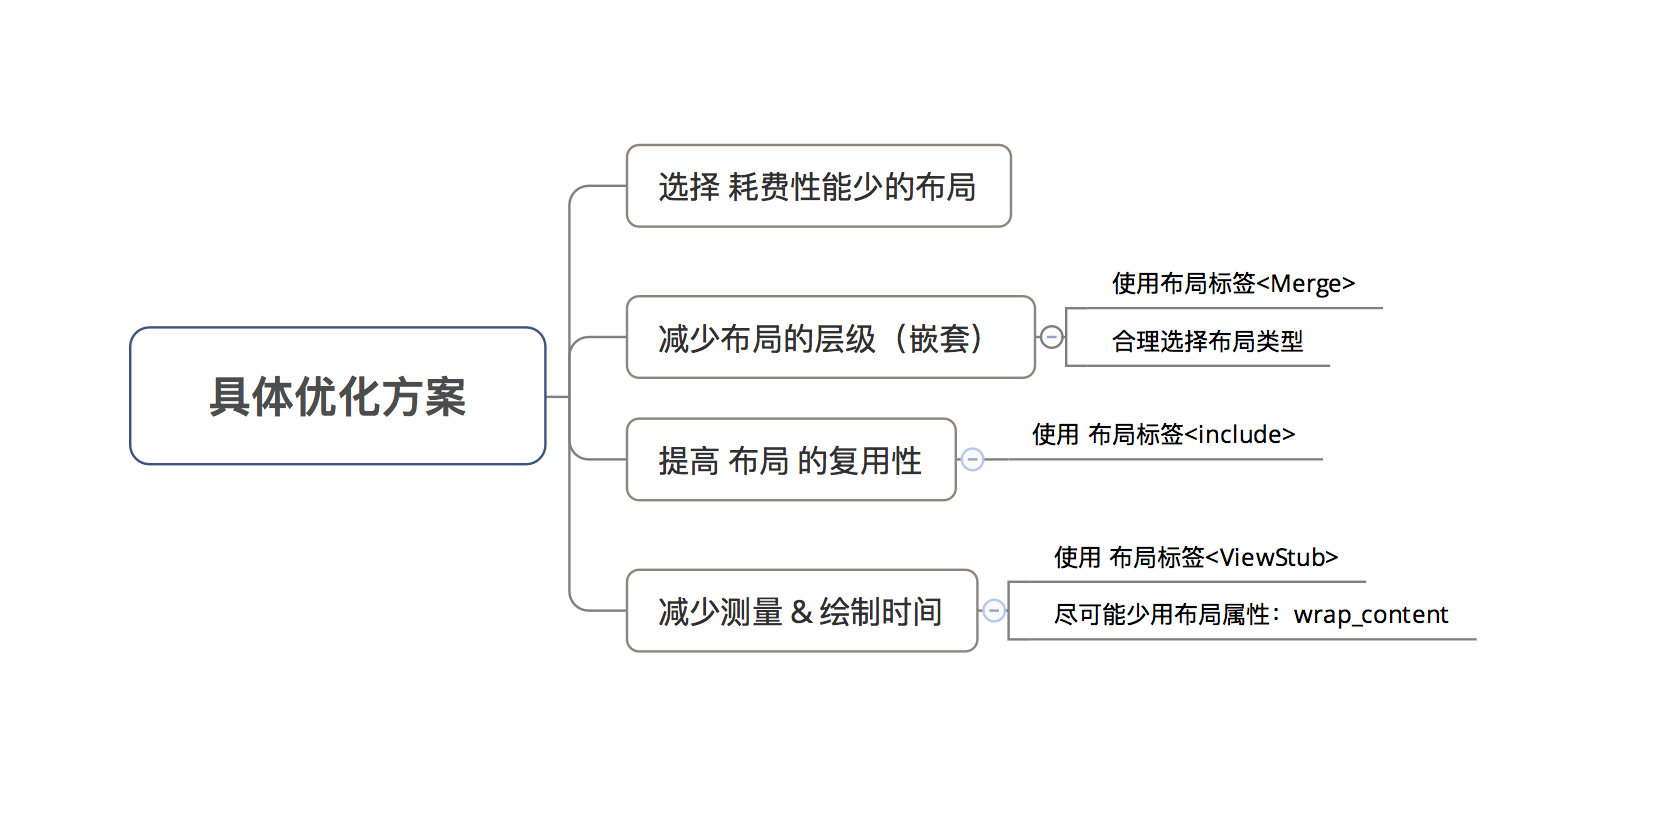 具体优化方案
选择 耗费性能少的布局
减少布局的层级（嵌套）
使用布局标签<Merge>
合理选择布局类型
提高 布局 的复用性
使用 布局标签<include>
减少测量 & 绘制时间
使用 布局标签<ViewStub>
尽可能少用布局属性：wrap_content